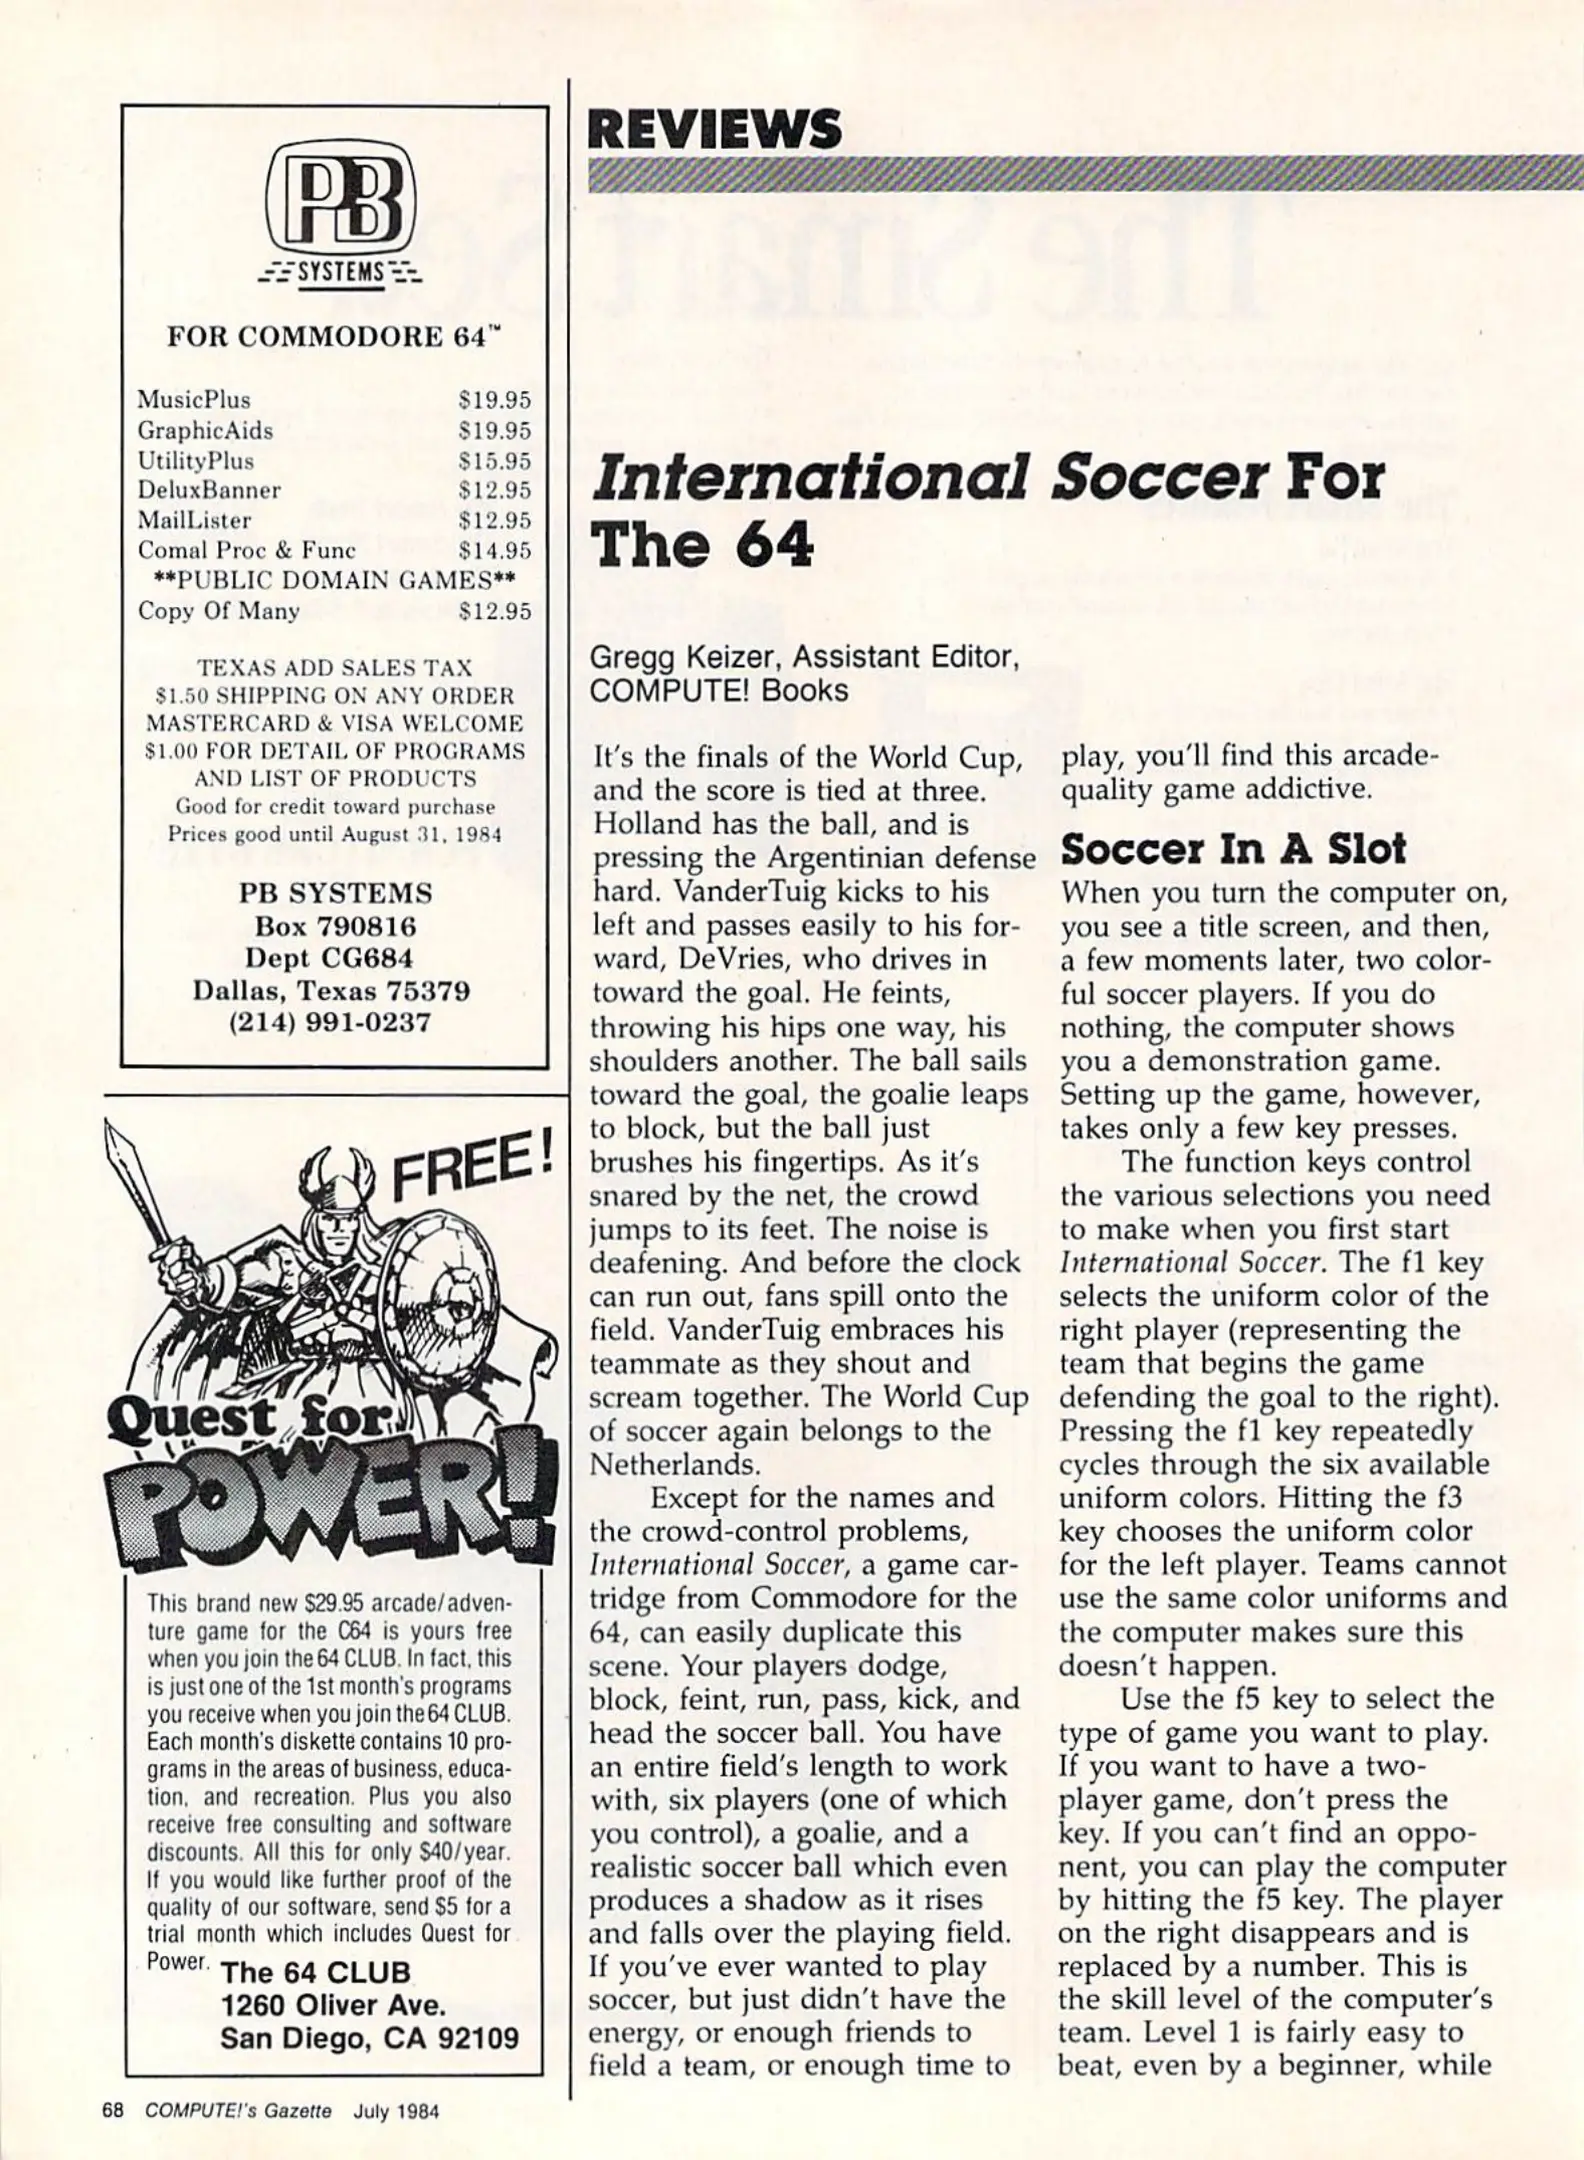 PB
SYSTEMS
FOR COMMODORE 64™
MusicPlus $19.95
GraphicAids $19.95
UtilityPlus $15.95
DeluxBanner $12.95
MailLister $12.95
Comal Proc & Func $14.95
**PUBLIC DOMAIN GAMES**
Copy Of Many $12.95
TEXAS ADD SALES TAX
$1.50 SHIPPING ON ANY ORDER
MASTERCARD & VISA WELCOME
$1.00 FOR DETAIL OF PROGRAMS
AND LIST OF PRODUCTS
Good for credit toward purchase
Prices good until August 31, 1984
PB SYSTEMS
Box 790816
Dept CG684
Dallas, Texas 75379
(214) 991-0237
FREE!
Quest for
POWER!
This brand new $29.95 arcade/adven-
ture game for the C64 is yours free
when you join the 64 CLUB. In fact, this
is just one of the 1st month's programs
you receive when you join the 64 CLUB.
Each month's diskette contains 10 pro-
grams in the areas of business, educa-
tion, and recreation. Plus you also
receive free consulting and software
discounts. All this for only $40/year.
If you would like further proof of the
quality of our software, send $5 for a
trial month which includes Quest for
Power.
The 64 CLUB
1260 Oliver Ave.
San Diego, CA 92109
REVIEWS
International Soccer For
The 64
Gregg Keizer, Assistant Editor,
COMPUTE! Books
It's the finals of the World Cup,
and the score is tied at three.
Holland has the ball, and is
pressing the Argentinian defense
hard. VanderTuig kicks to his
left and passes easily to his for-
ward, DeVries, who drives in
toward the goal. He feints,
throwing his hips one way, his
shoulders another. The ball sails
toward the goal, the goalie leaps
to block, but the ball just
brushes his fingertips. As it's
snared by the net, the crowd
jumps to its feet. The noise is
deafening. And before the clock
can run out, fans spill onto the
field. VanderTuig embraces his
teammate as they shout and
scream together. The World Cup
of soccer again belongs to the
Netherlands.
Except for the names and
the crowd-control problems,
International Soccer, a game car-
tridge from Commodore for the
64, can easily duplicate this
scene. Your players dodge,
block, feint, run, pass, kick, and
head the soccer ball. You have
an entire field's length to work
with, six players (one of which
you control), a goalie, and a
realistic soccer ball which even
produces a shadow as it rises
and falls over the playing field.
If you've ever wanted to play
soccer, but just didn't have the
energy, or enough friends to
field a team, or enough time to
play, you'll find this arcade-
quality game addictive.
Soccer In A Slot
When you turn the computer on,
you see a title screen, and then,
a few moments later, two color-
ful soccer players. If you do
nothing, the computer shows
you a demonstration game.
Setting up the game, however,
takes only a few key presses.
The function keys control
the various selections you need
to make when you first start
International Soccer. The f1 key
selects the uniform color of the
right player (representing the
team that begins the game
defending the goal to the right).
Pressing the f1 key repeatedly
cycles through the six available
uniform colors. Hitting the f3
key chooses the uniform color
for the left player. Teams cannot
use the same color uniforms and
the computer makes sure this
doesn't happen.
Use the f5 key to select the
type of game you want to play.
If you want to have a two-
player game, don't press the
key. If you can't find an oppo-
nent, you can play the computer
by hitting the f5 key. The player
on the right disappears and is
replaced by a number. This is
the skill level of the computer's
team. Level 1 is fairly easy to
beat, even by a beginner, while
68 COMPUTE!'s Gazette July 1984